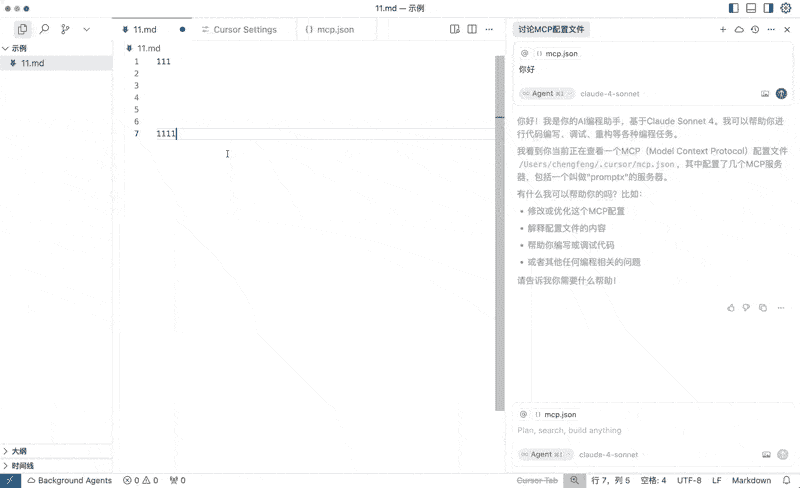 11.md — 示例
示例
11.md
11.md
Cursor Settings
mcp.json
11.md
1 111
2
3
4
5
6
7 1111
讨论MCP配置文件
mcp.json
你好
Agent ⌘I claude-4-sonnet
你好！我是你的AI编程助手，基于Claude Sonnet 4。我可以帮助你进
行代码编写、调试、重构等各种编程任务。
我看到你当前正在查看一个MCP（Model Context Protocol）配置文件
/Users/chengfeng/.cursor/mcp.json，其中配置了几个MCP服
务器，包括一个叫做"promptx"的服务器。
有什么我可以帮助你的吗？比如：
• 修改或优化这个MCP配置
• 解释配置文件的内容
• 帮助你编写或调试代码
• 或者其他任何编程相关的问题
请告诉我你需要什么帮助！
mcp.json
Plan, search, build anything
Agent ⌘I claude-4-sonnet
大纲
时间线
Background Agents 0 0 0 Cursor Tab 行 7，列 5 空格: 4 UTF-8 LF Markdown